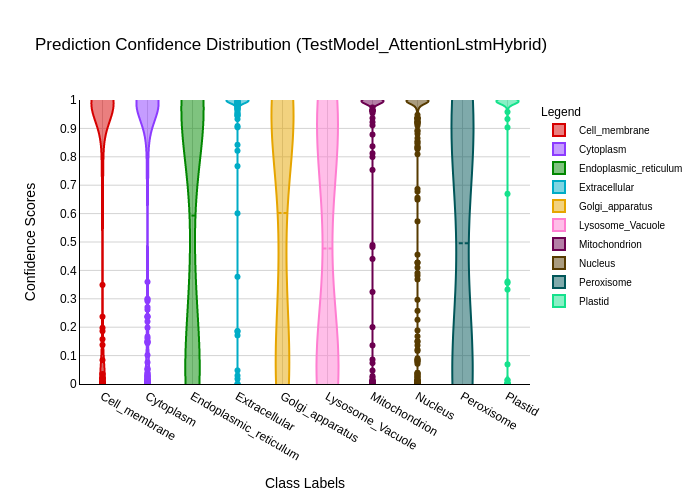 Prediction Confidence Distribution (TestModel_AttentionLstmHybrid)
Confidence Scores
1
0.9
0.8
0.7
0.6
0.5
0.4
0.3
0.2
0.1
0
Cell_membrane
Cytoplasm
Endoplasmic_reticulum
Extracellular
Golgi_apparatus
Lysosome_Vacuole
Mitochondrion
Nucleus
Peroxisome
Plastid
Class Labels
Legend
Cell_membrane
Cytoplasm
Endoplasmic_reticulum
Extracellular
Golgi_apparatus
Lysosome_Vacuole
Mitochondrion
Nucleus
Peroxisome
Plastid